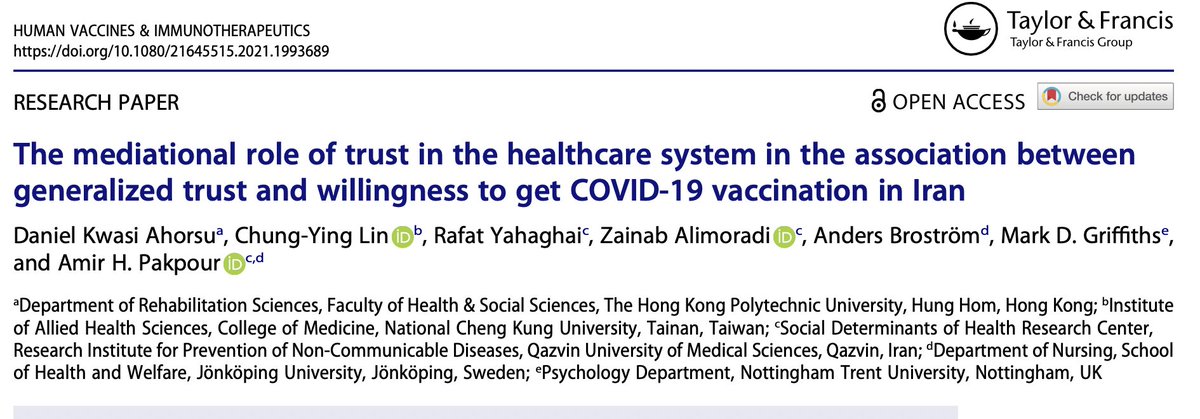 HUMAN VACCINES & IMMUNOTHERAPEUTICS
https://doi.org/10.1080/21645515.2021.1993689
Taylor & Francis
Taylor & Francis Group
RESEARCH PAPER
OPEN ACCESS
Check for updates
The mediational role of trust in the healthcare system in the association between
generalized trust and willingness to get COVID-19 vaccination in Iran
Daniel Kwasi Ahorsuᵃ, Chung-Ying Lin iD ᵇ, Rafat Yahaghaiᶜ, Zainab Alimoradi iD ᶜ, Anders Broströmᵈ, Mark D. Griffithsᵉ,
and Amir H. Pakpour iD ᶜ,ᵈ
ᵃDepartment of Rehabilitation Sciences, Faculty of Health & Social Sciences, The Hong Kong Polytechnic University, Hung Hom, Hong Kong; ᵇInstitute
of Allied Health Sciences, College of Medicine, National Cheng Kung University, Tainan, Taiwan; ᶜSocial Determinants of Health Research Center,
Research Institute for Prevention of Non-Communicable Diseases, Qazvin University of Medical Sciences, Qazvin, Iran; ᵈDepartment of Nursing, School
of Health and Welfare, Jönköping University, Jönköping, Sweden; ᵉPsychology Department, Nottingham Trent University, Nottingham, UK